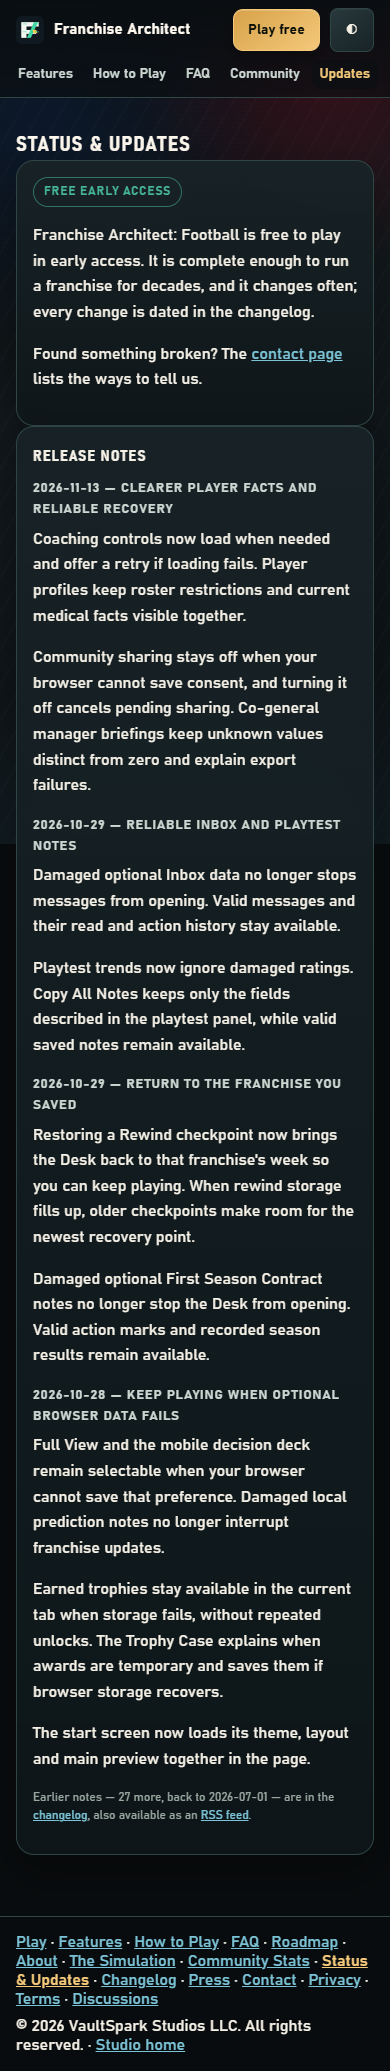 Franchise Architect
Play free
Features
How to Play
FAQ
Community
Updates
STATUS & UPDATES
FREE EARLY ACCESS
Franchise Architect: Football is free to play
in early access. It is complete enough to run
a franchise for decades, and it changes often;
every change is dated in the changelog.
Found something broken? The contact page
lists the ways to tell us.
RELEASE NOTES
2026-11-13 — CLEARER PLAYER FACTS AND
RELIABLE RECOVERY
Coaching controls now load when needed
and offer a retry if loading fails. Player
profiles keep roster restrictions and current
medical facts visible together.
Community sharing stays off when your
browser cannot save consent, and turning it
off cancels pending sharing. Co-general
manager briefings keep unknown values
distinct from zero and explain export
failures.
2026-10-29 — RELIABLE INBOX AND PLAYTEST
NOTES
Damaged optional Inbox data no longer stops
messages from opening. Valid messages and
their read and action history stay available.
Playtest trends now ignore damaged ratings.
Copy All Notes keeps only the fields
described in the playtest panel, while valid
saved notes remain available.
2026-10-29 — RETURN TO THE FRANCHISE YOU
SAVED
Restoring a Rewind checkpoint now brings
the Desk back to that franchise's week so
you can keep playing. When rewind storage
fills up, older checkpoints make room for the
newest recovery point.
Damaged optional First Season Contract
notes no longer stop the Desk from opening.
Valid action marks and recorded season
results remain available.
2026-10-28 — KEEP PLAYING WHEN OPTIONAL
BROWSER DATA FAILS
Full View and the mobile decision deck
remain selectable when your browser
cannot save that preference. Damaged local
prediction notes no longer interrupt
franchise updates.
Earned trophies stay available in the current
tab when storage fails, without repeated
unlocks. The Trophy Case explains when
awards are temporary and saves them if
browser storage recovers.
The start screen now loads its theme, layout
and main preview together in the page.
Earlier notes — 27 more, back to 2026-07-01 — are in the
changelog, also available as an RSS feed.
Play · Features · How to Play · FAQ · Roadmap ·
About · The Simulation · Community Stats · Status
& Updates · Changelog · Press · Contact · Privacy ·
Terms · Discussions
© 2026 VaultSpark Studios LLC. All rights
reserved. · Studio home